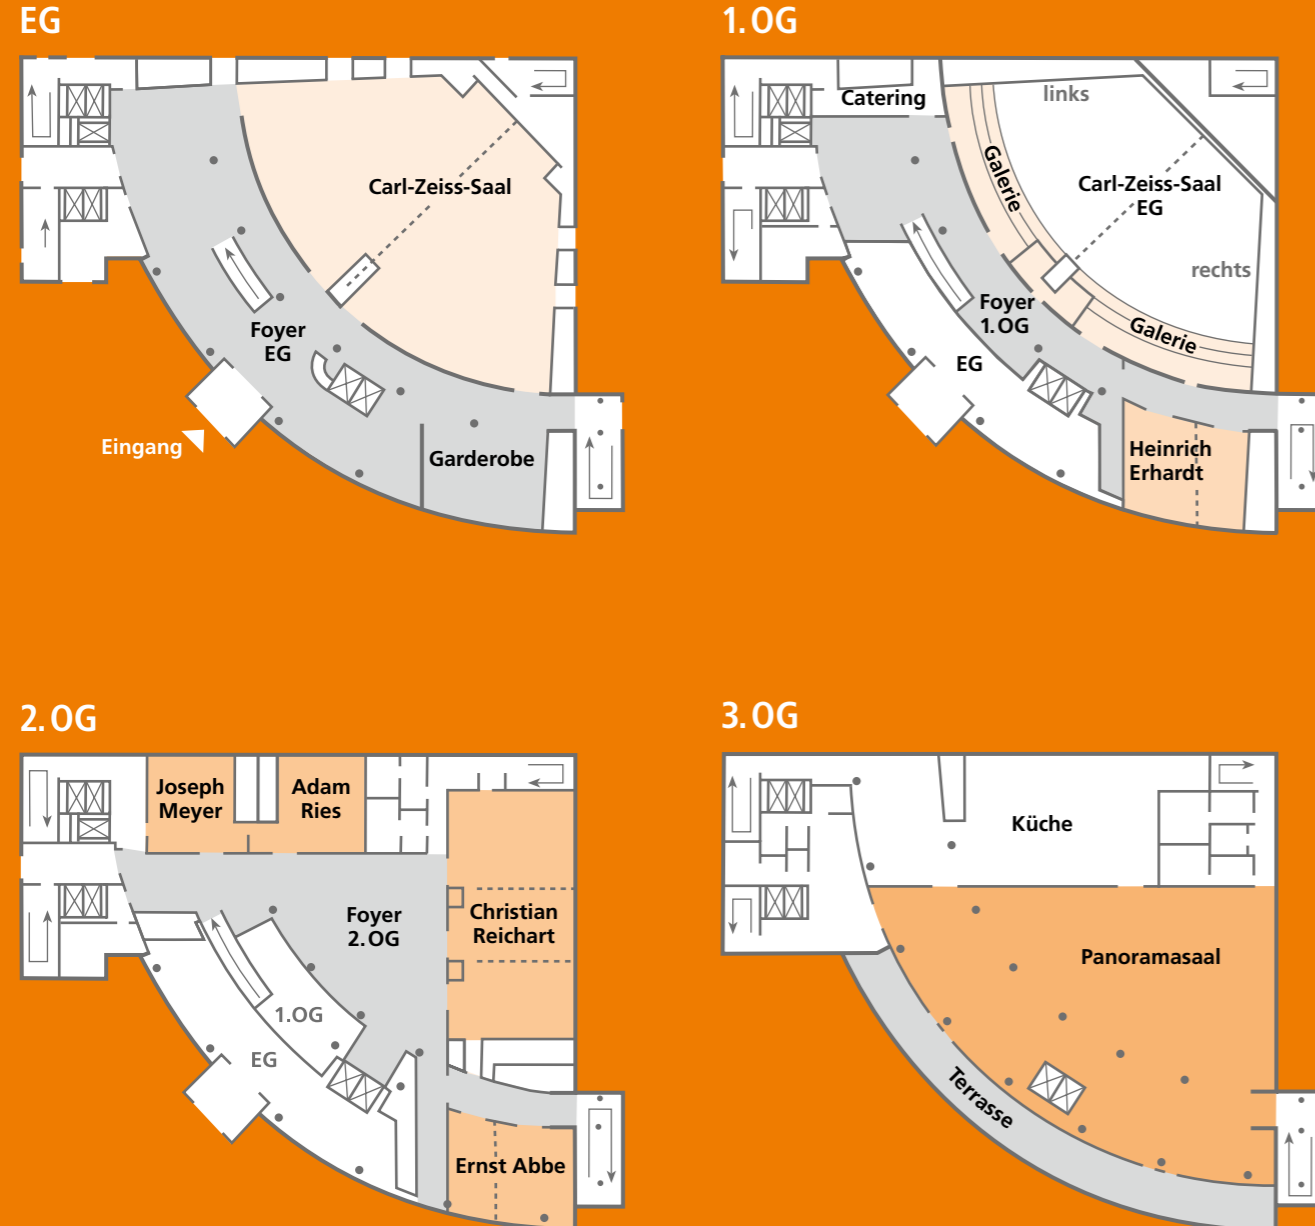 EG
Carl-Zeiss-Saal
Foyer
EG
Eingang
Garderobe
1. OG
Catering
links
Galerie
Carl-Zeiss-Saal
EG
rechts
Foyer
1. OG
Galerie
EG
Heinrich
Erhardt
2. OG
Joseph
Meyer
Adam
Ries
Foyer
2. OG
Christian
Reichart
1.OG
EG
Ernst Abbe
3. OG
Küche
Panoramasaal
Terrasse